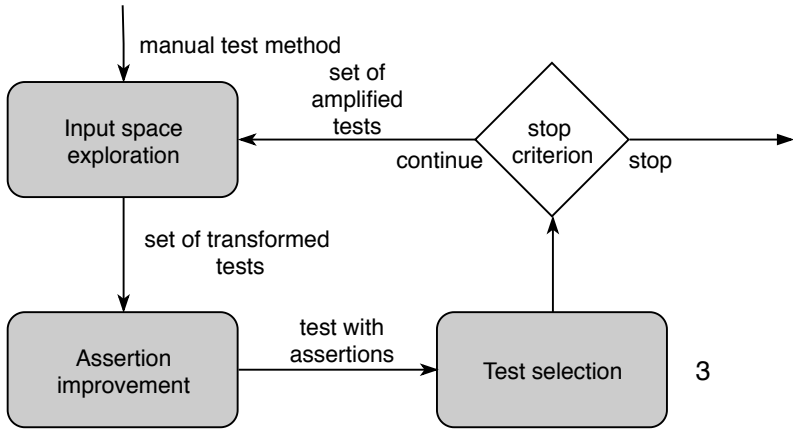 manual test method
Input space
exploration
set of
amplified
tests
continue
stop
criterion
stop
set of transformed
tests
Assertion
improvement
test with
assertions
Test selection
3